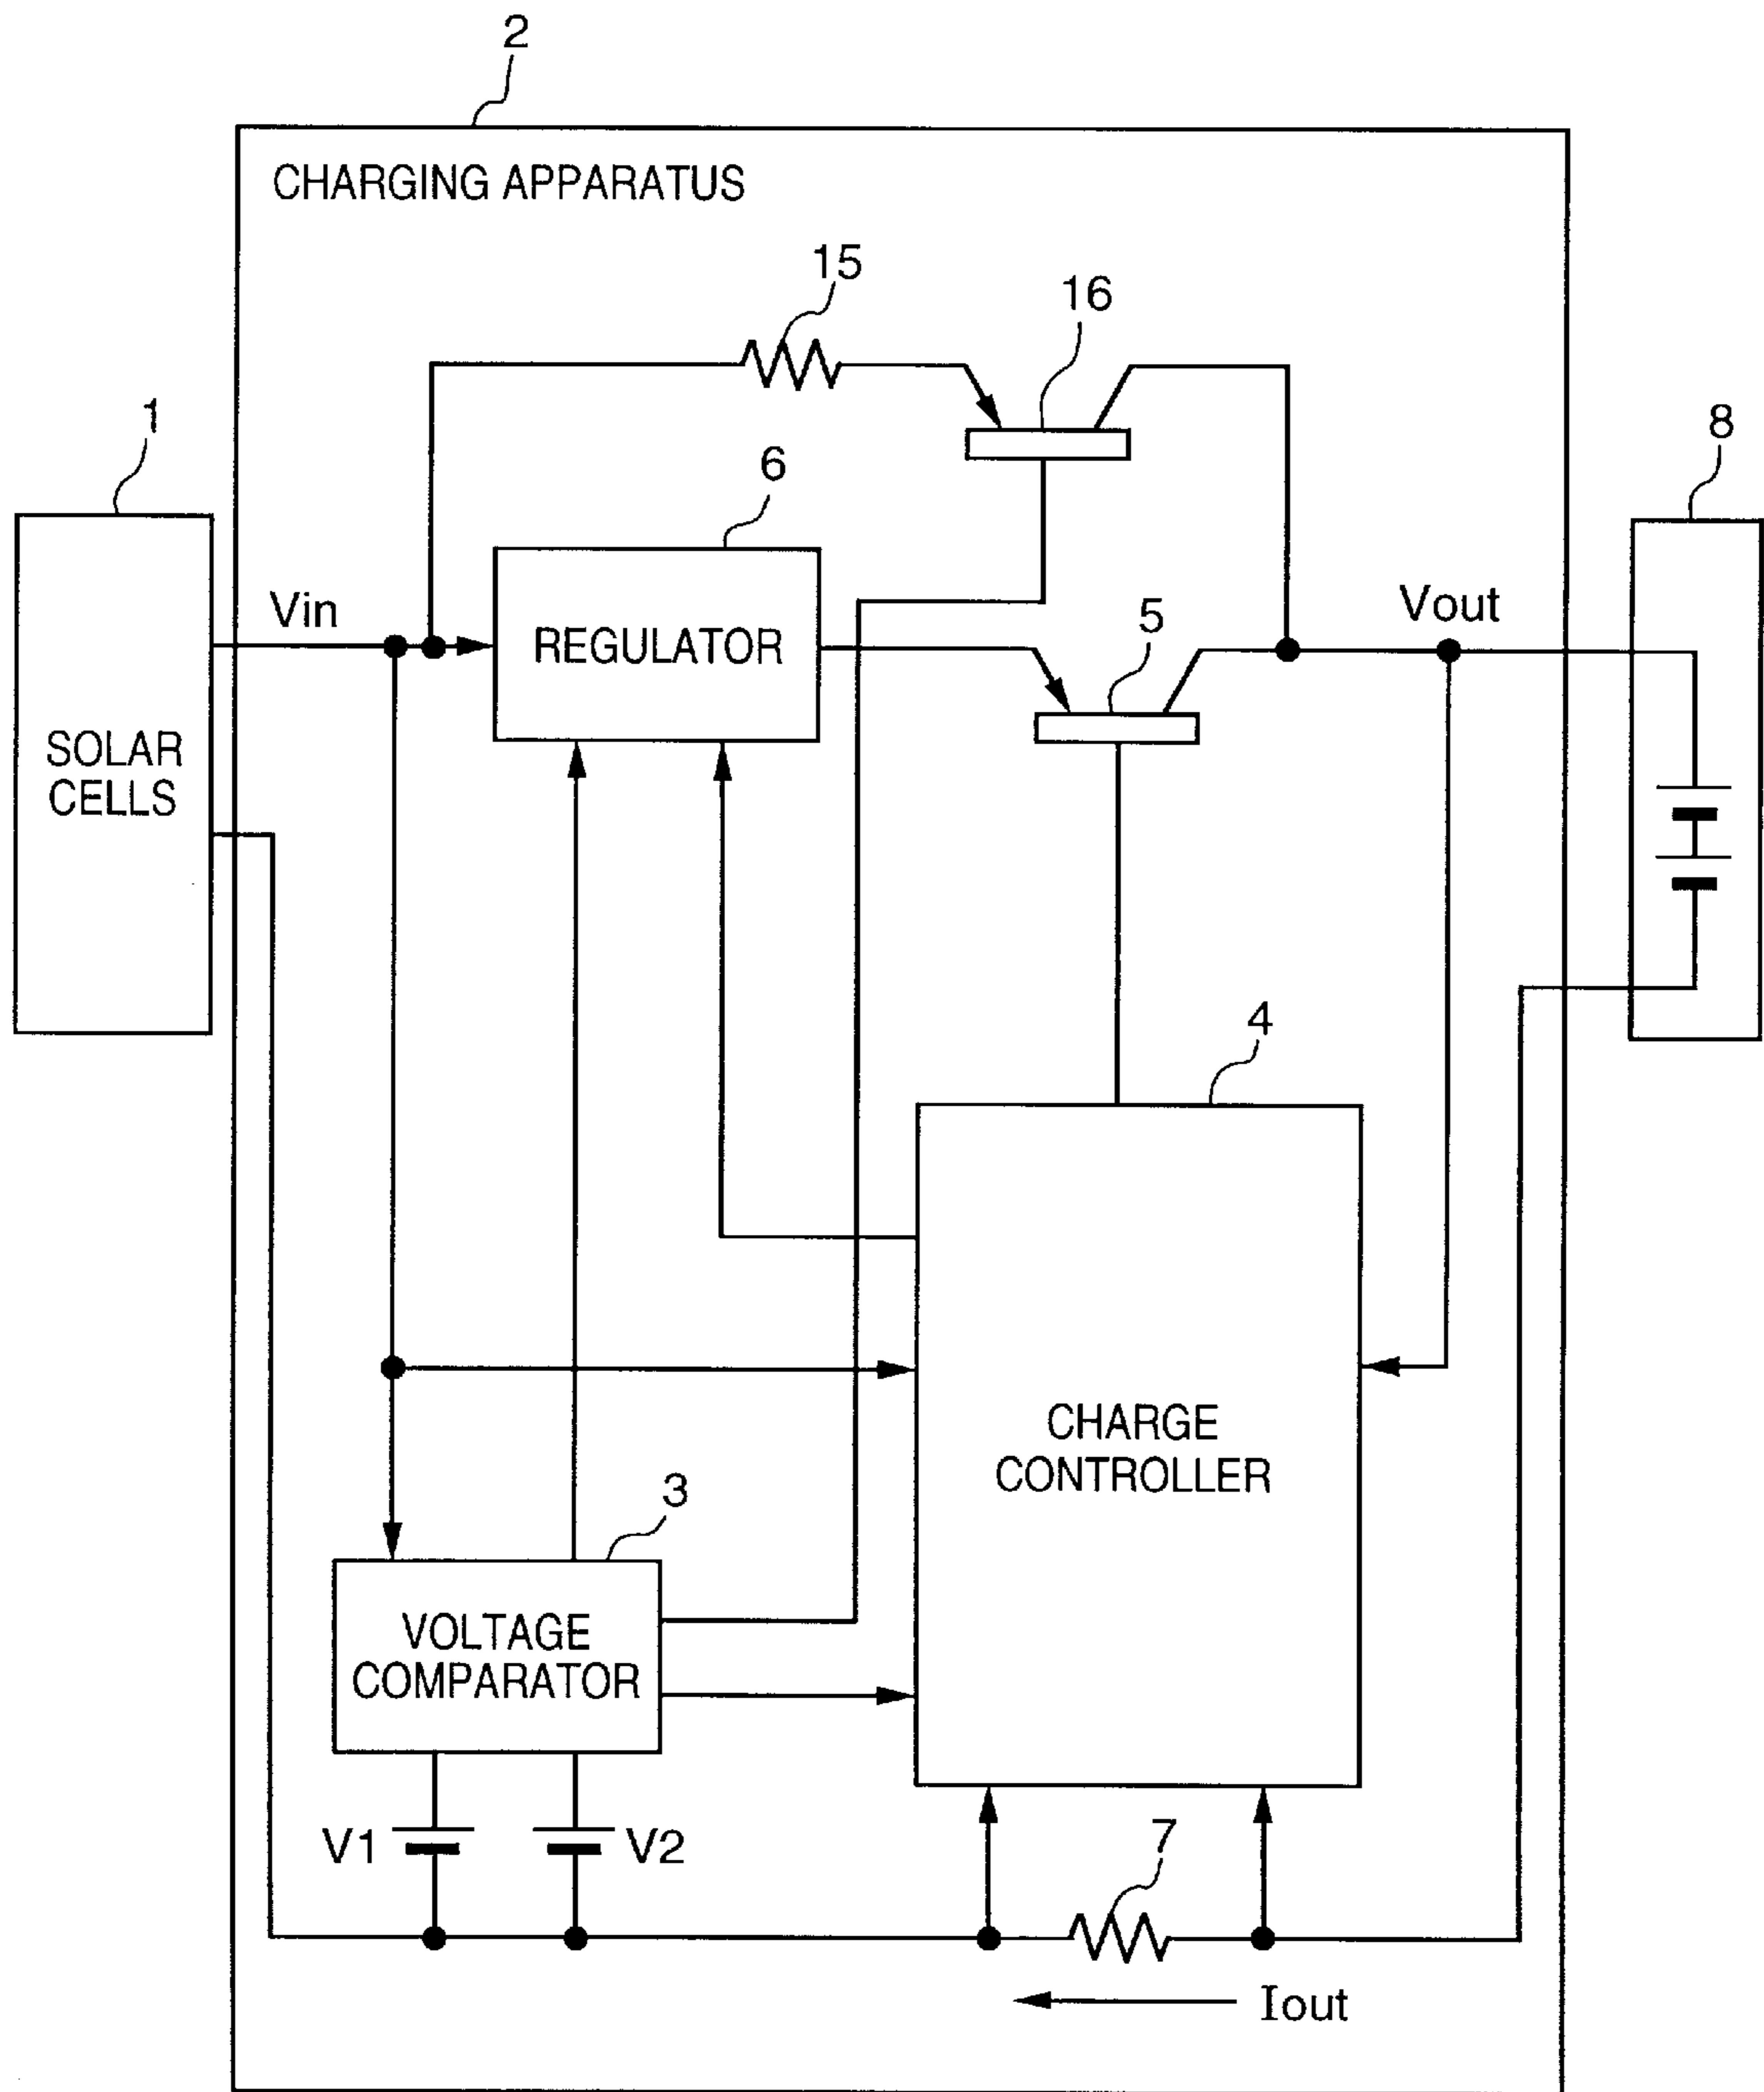 2
CHARGING APPARATUS
15
16
1
6
8
Vin
REGULATOR
5
Vout
SOLAR
CELLS
4
CHARGE
CONTROLLER
3
VOLTAGE
COMPARATOR
V1
V2
7
Iout